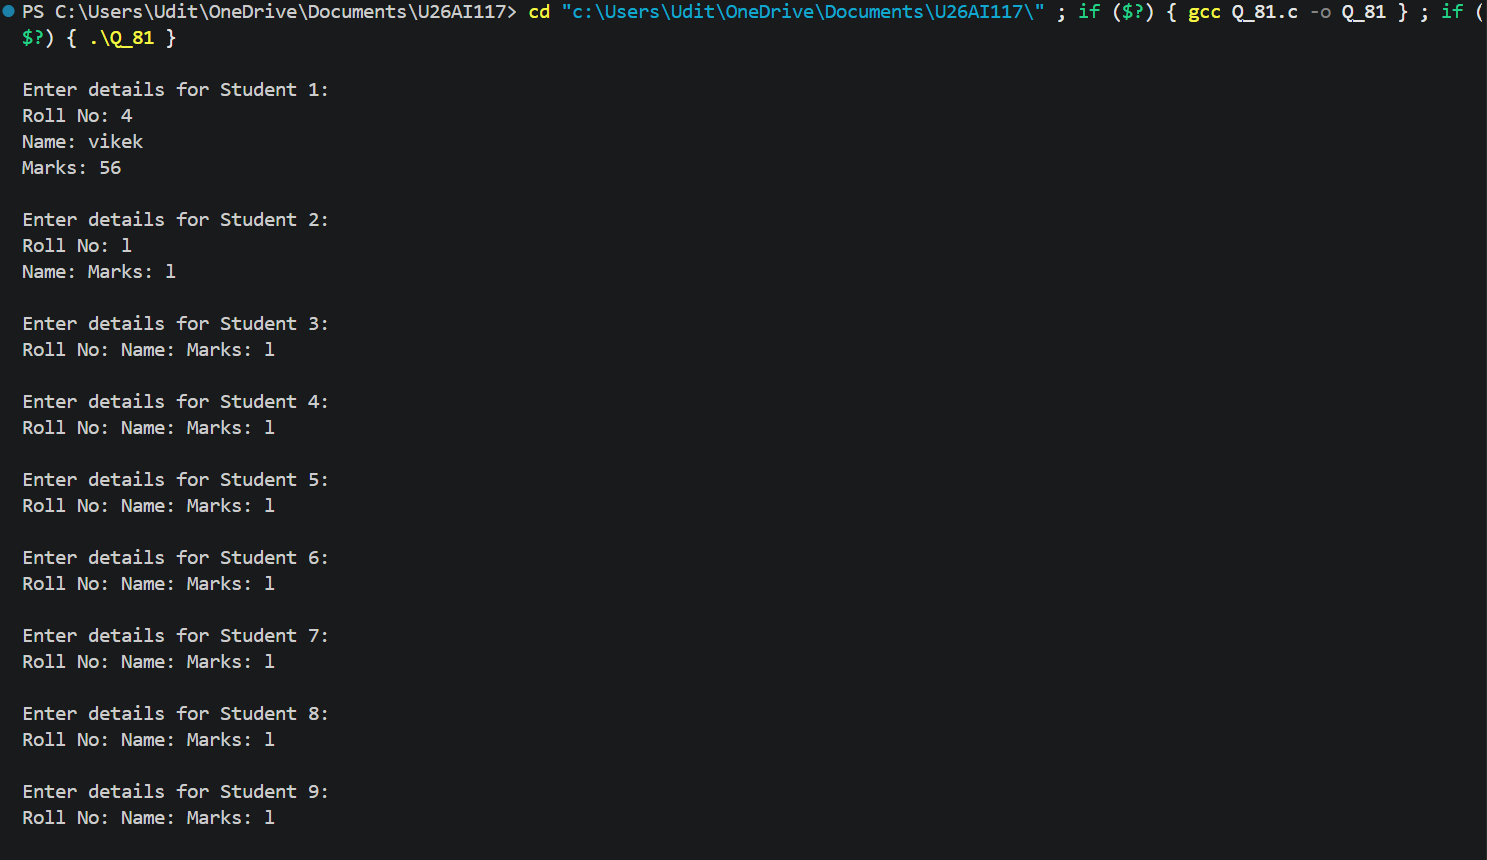 PS C:\Users\Udit\OneDrive\Documents\U26AI117> cd "c:\Users\Udit\OneDrive\Documents\U26AI117\" ; if ($?) { gcc Q_81.c -o Q_81 } ; if (
$?) { .\Q_81 }
Enter details for Student 1:
Roll No: 4
Name: vikek
Marks: 56
Enter details for Student 2:
Roll No: l
Name: Marks: l
Enter details for Student 3:
Roll No: Name: Marks: l
Enter details for Student 4:
Roll No: Name: Marks: l
Enter details for Student 5:
Roll No: Name: Marks: l
Enter details for Student 6:
Roll No: Name: Marks: l
Enter details for Student 7:
Roll No: Name: Marks: l
Enter details for Student 8:
Roll No: Name: Marks: l
Enter details for Student 9:
Roll No: Name: Marks: l